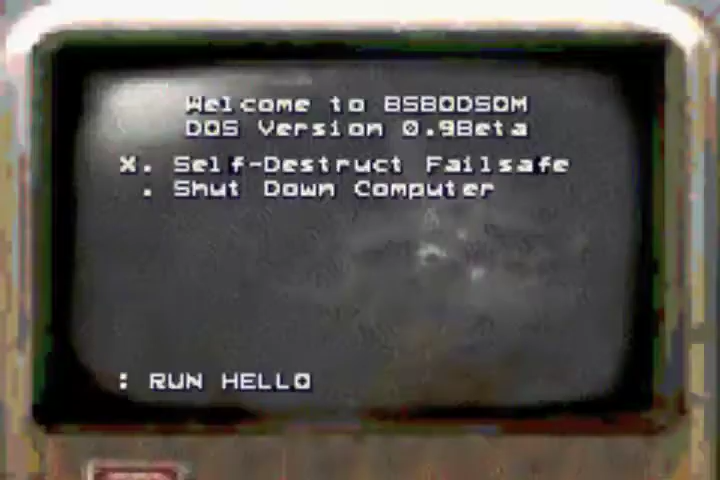 Welcome to BSBODSOM
DOS Version 0.9Beta
X. Self-Destruct Failsafe
. Shut Down Computer
: RUN HELLO